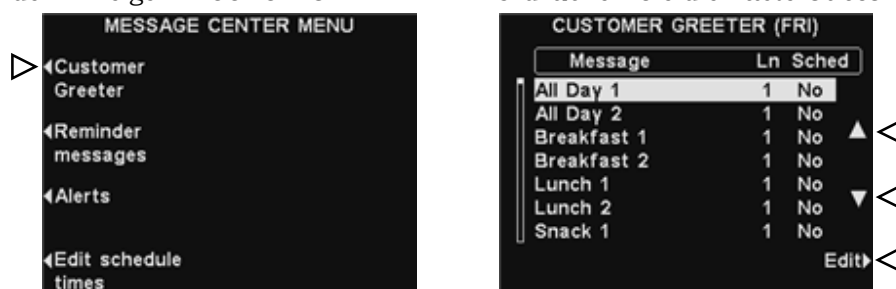 MESSAGE CENTER MENU
Customer
Greeter
Reminder
messages
Alerts
Edit schedule
times
CUSTOMER GREETER (FRI)
Message Ln Sched
All Day 1 1 No
All Day 2 1 No
Breakfast 1 1 No
Breakfast 2 1 No
Lunch 1 1 No
Lunch 2 1 No
Snack 1 1 No
Edit